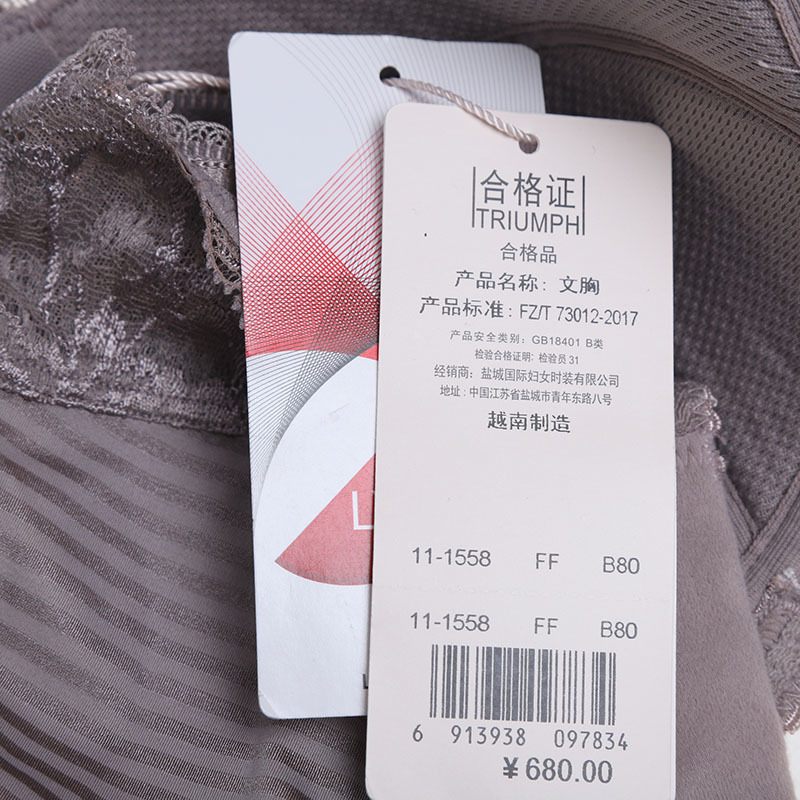 合格证
TRIUMPH
合格品
产品名称: 文胸
产品标准: FZ/T 73012-2017
产品安全类别: GB18401 B类
检验合格证明: 检验员 31
经销商: 盐城国际妇女时装有限公司
地址: 中国江苏省盐城市青年东路八号
越南制造
11-1558 FF B80
11-1558 FF B80
6 913938 097834
¥680.00
L
L